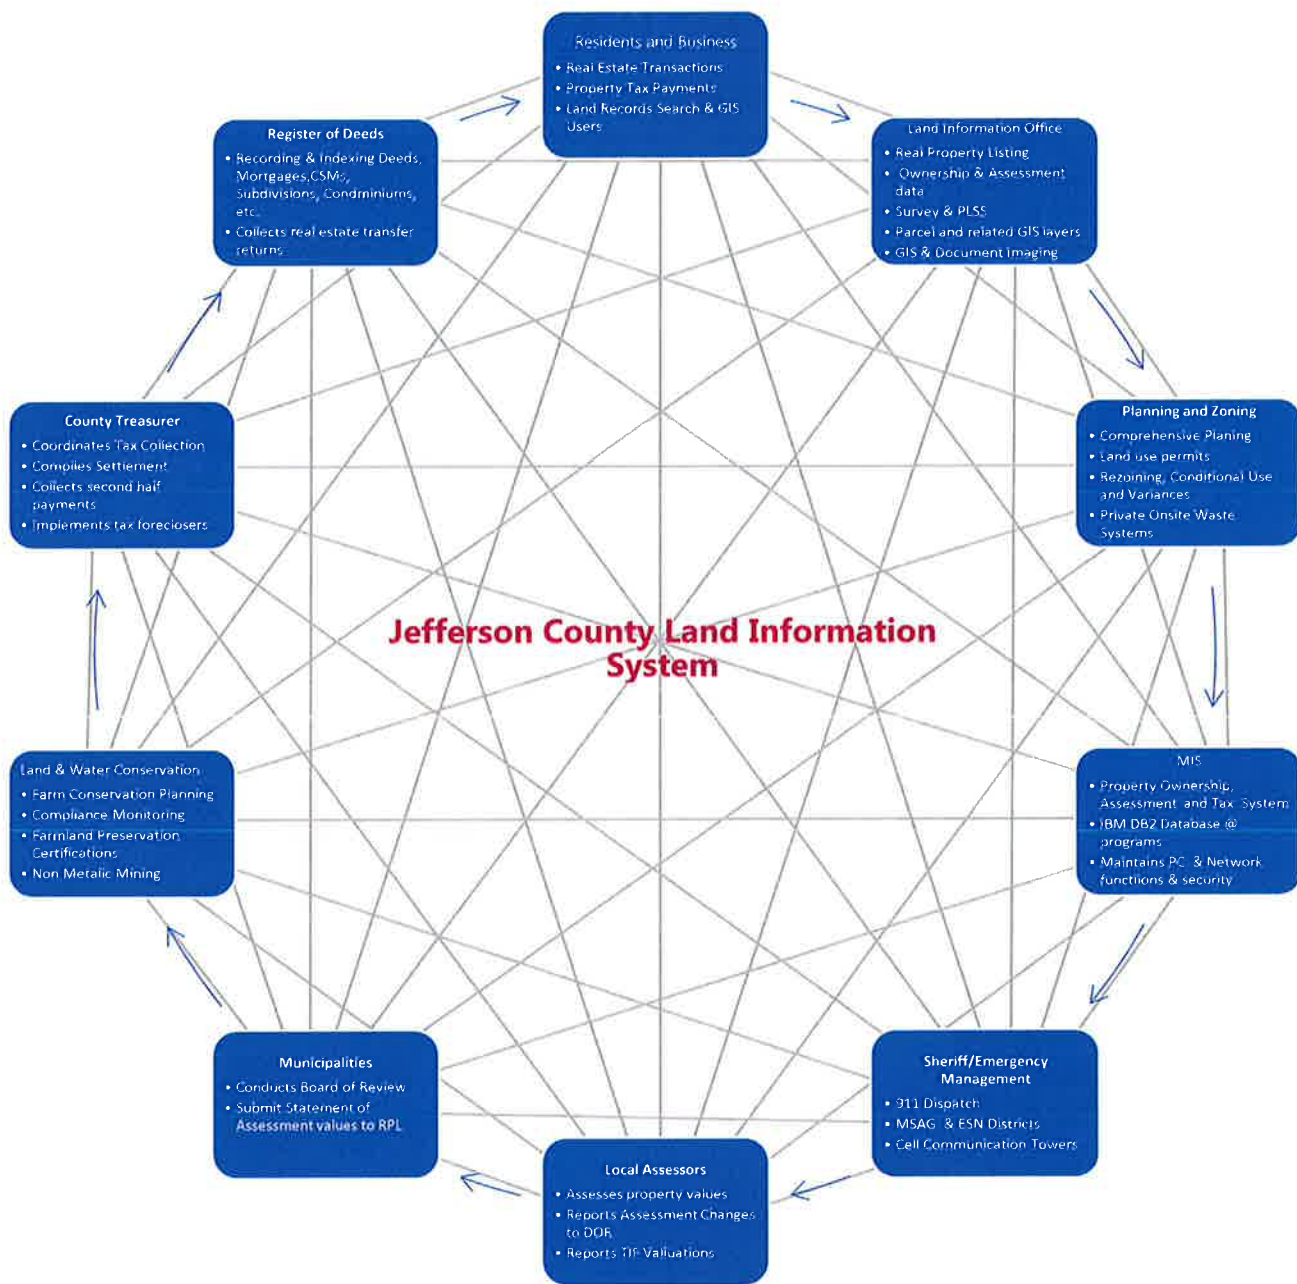 Residents and Business
• Real Estate Transactions
• Property Tax Payments
• Land Records Search & GIS
Users
Land Information Office
• Real Property Listing
• Ownership & Assessment
data
• Survey & PLSS
• Parcel and related GIS layers
• GIS & Document Imaging
Planning and Zoning
• Comprehensive Planing
• Land use permits
• Rezoining, Conditional Use
and Variances
• Private Onsite Waste
Systems
MIS
• Property Ownership,
Assessment and Tax System
• IBM DB2 Database @
programs
• Maintains PC & Network
functiions & security
Sheriff/Emergency
Management
• 911 Dispatch
• MSAG & ESN Districts
• Cell Communication Towers
Local Assessors
• Assesses property values
• Reports Assessment Changes
to DOR
• Reports TIF Valluations
Municipalities
• Conducts Board of Review
• Submit Statement of
Assessment values to RPL
Land & Water Conservation
• Farm Conservation Planning
• Compliance Monitoring
• Farmland Preservation
Certifications
• Non Metalic Mining
County Treasurer
• Coordinates Tax Collection
• Compiles Settlement
• Collects second half
payments
• Implements tax foreclosers
Register of Deeds
• Recording & Indexing Deeds,
Mortgages,CSMs,
Subdivisions, Condminiums,
etc.
• Collects real estate transfer
returns
Jefferson County Land Information
System